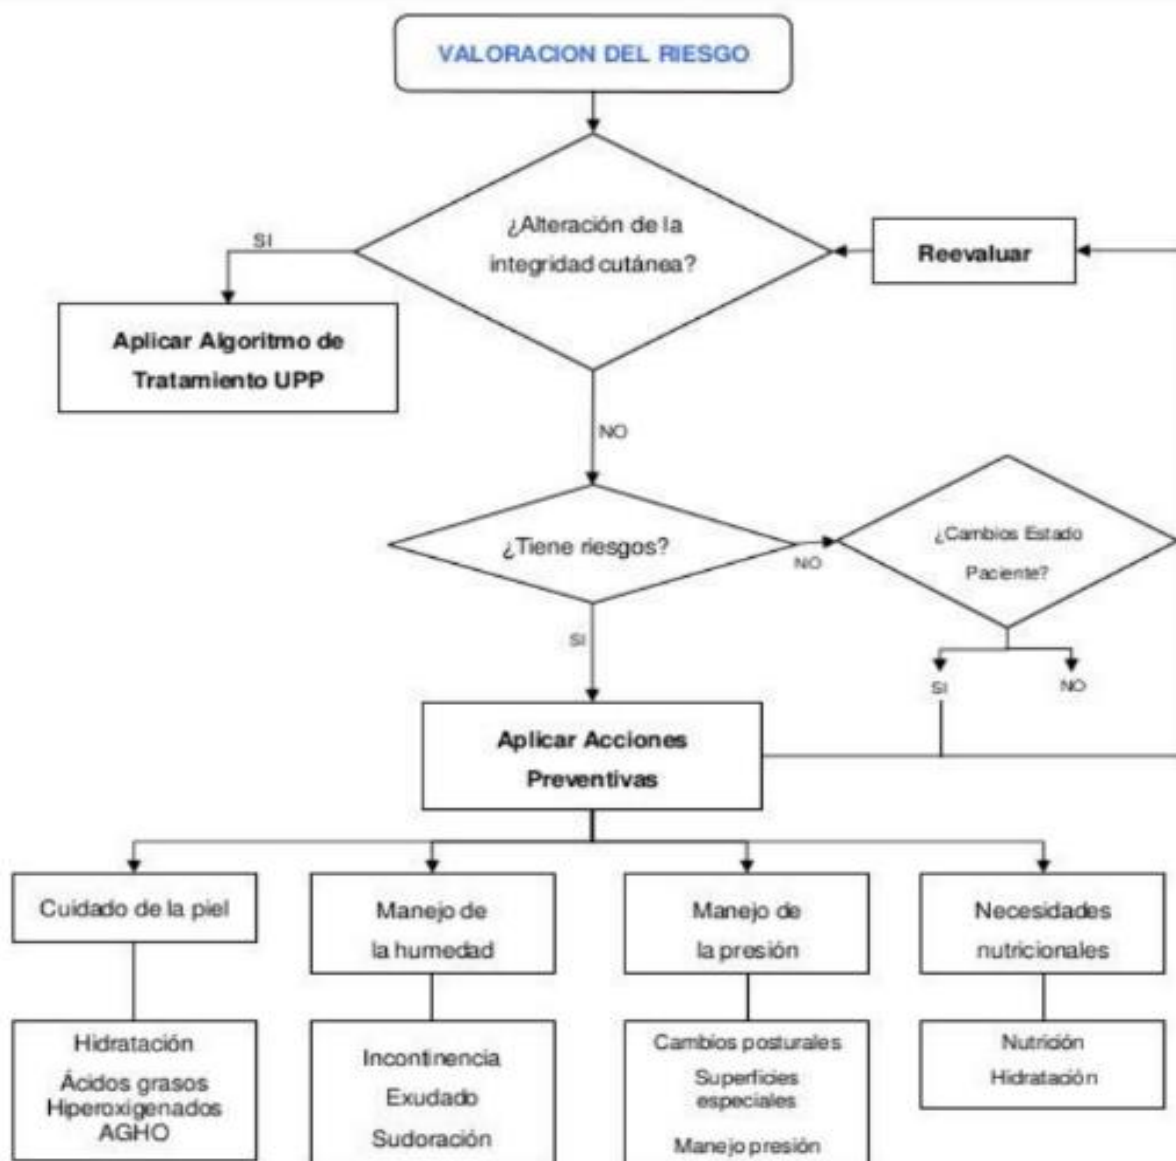 VALORACION DEL RIESGO
¿Alteración de la
integridad cutánea?
SI
Reevaluar
Aplicar Algoritmo de
Tratamiento UPP
NO
¿Tiene riesgos?
NO
¿Cambios Estado
Paciente?
SI
SI
NO
Aplicar Acciones
Preventivas
Cuidado de la piel
Manejo de
la humedad
Manejo de
la presión
Necesidades
nutricionales
Hidratación
Ácidos grasos
Hiperoxigenados
AGHO
Incontinencia
Exudado
Sudoración
Cambios posturales
Superficies
especiales
Manejo presión
Nutrición
Hidratación